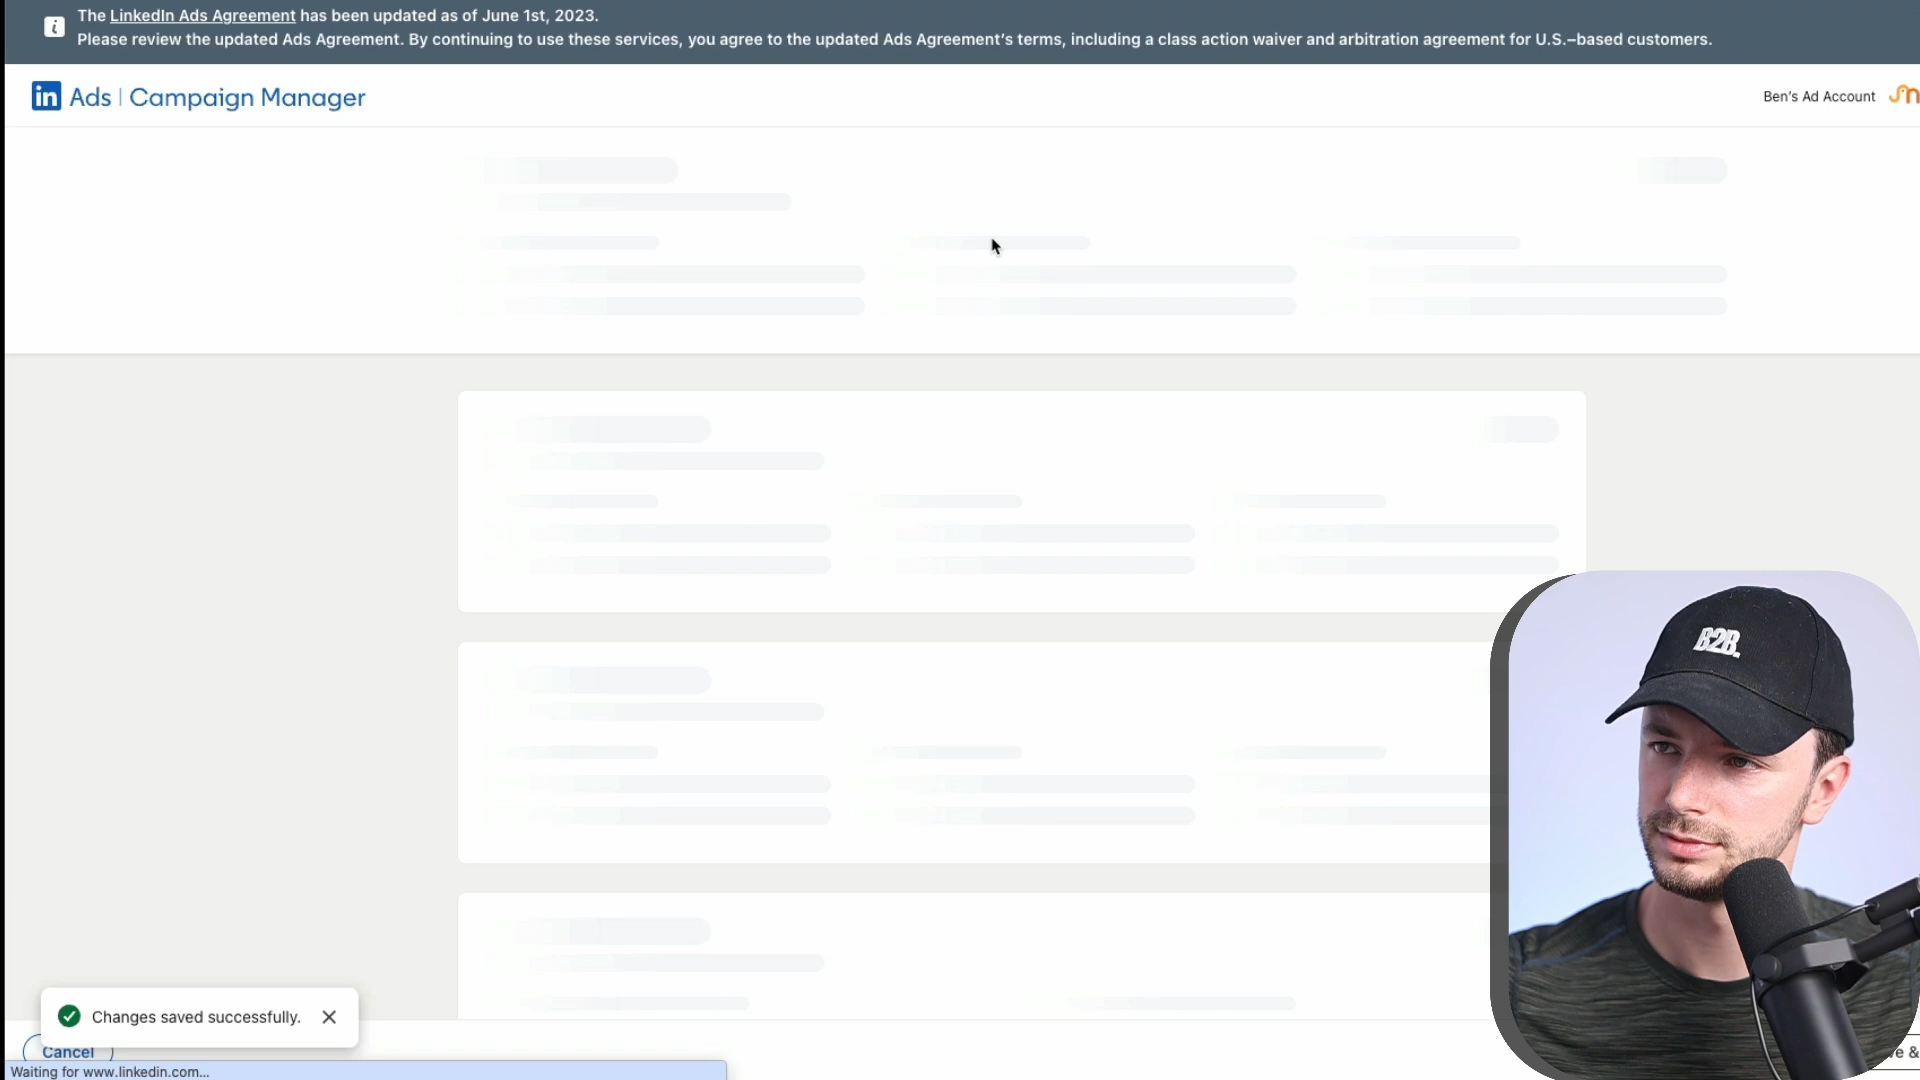 The LinkedIn Ads Agreement has been updated as of June 1st, 2023.
Please review the updated Ads Agreement. By continuing to use these services, you agree to the updated Ads Agreement's terms, including a class action waiver and arbitration agreement for U.S.–based customers.
in Ads | Campaign Manager
Ben's Ad Account
B2B.
Changes saved successfully.
Cancel
Waiting for www.linkedin.com...